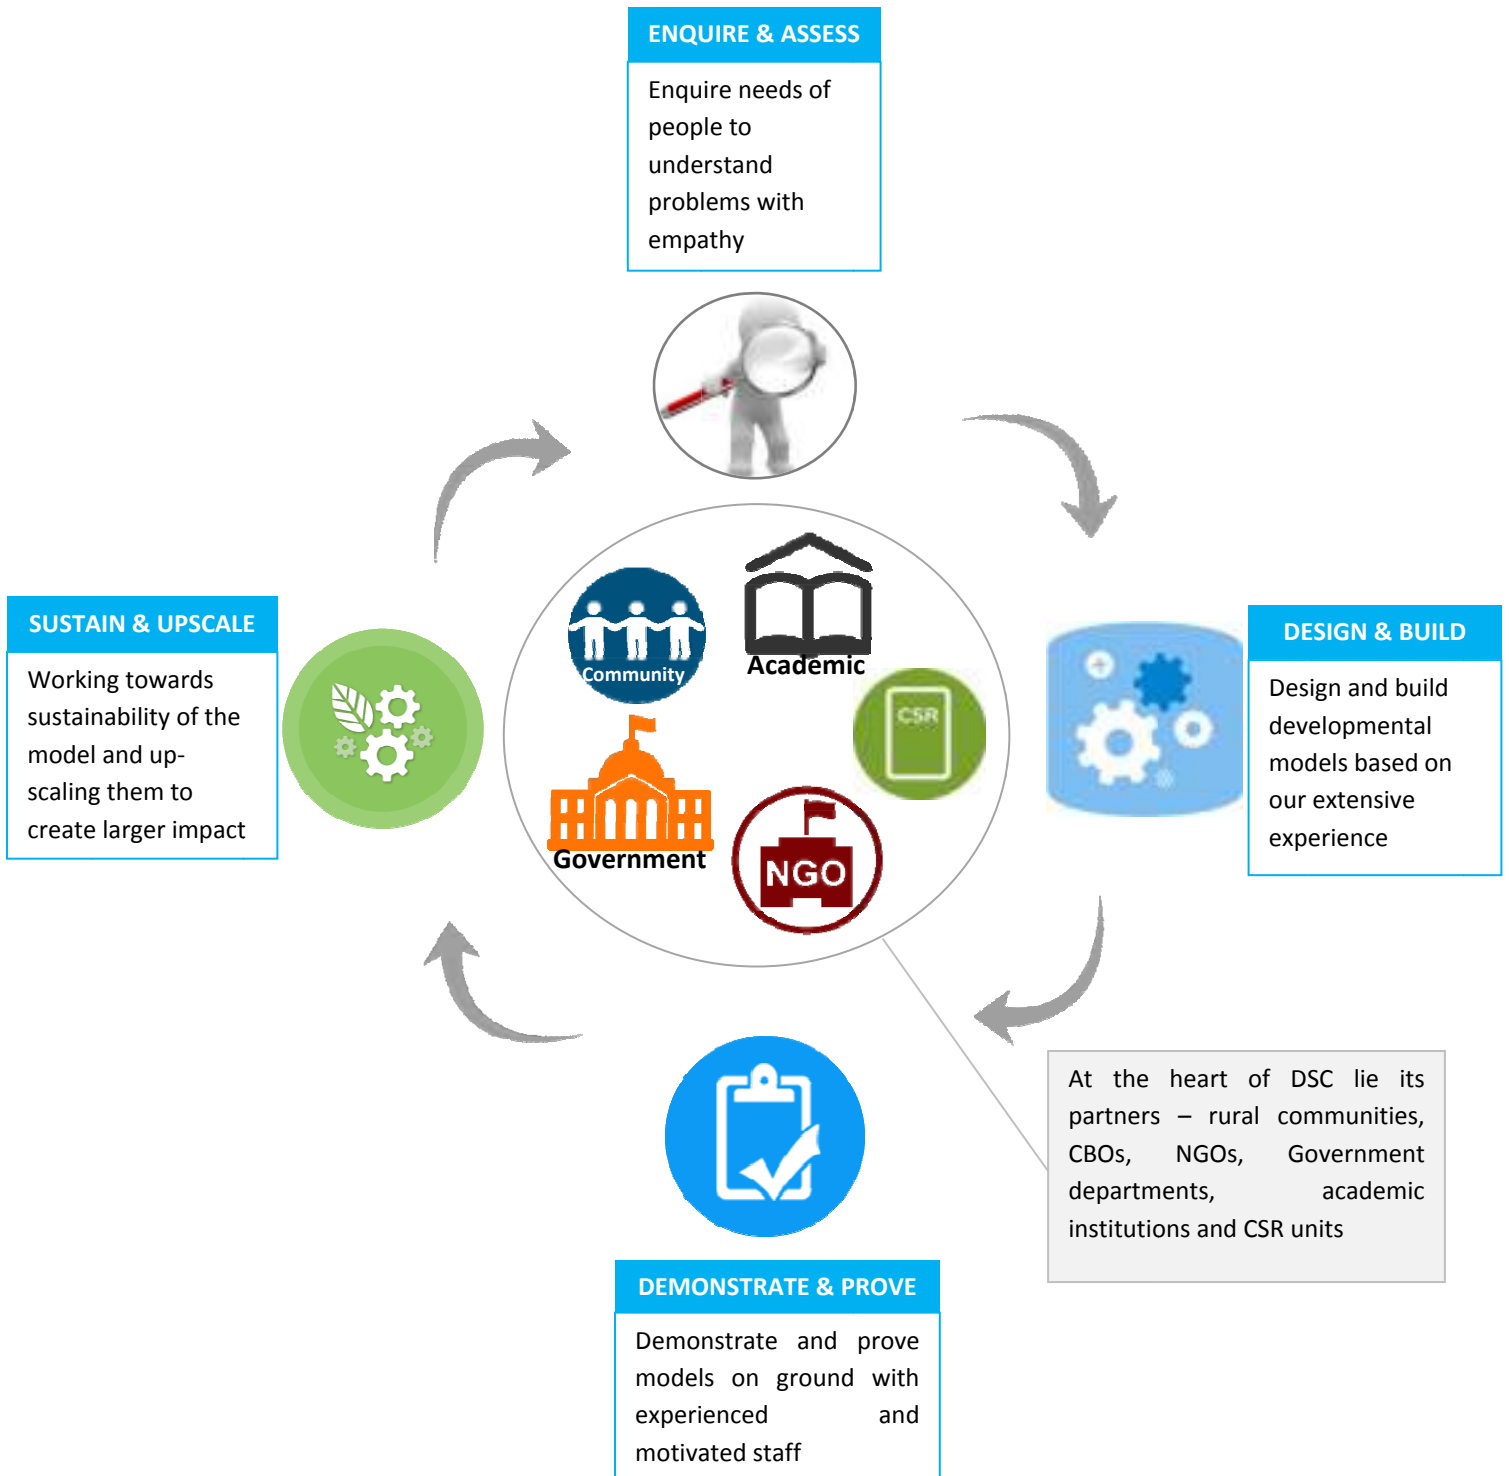 ENQUIRE & ASSESS
Enquire needs of
people to
understand
problems with
empathy
SUSTAIN & UPSCALE
Working towards
sustainability of the
model and up-
scaling them to
create larger impact
Community
Academic
CSR
Government
NGO
DESIGN & BUILD
Design and build
developmental
models based on
our extensive
experience
At the heart of DSC lie its
partners – rural communities,
CBOs, NGOs, Government
departments, academic
institutions and CSR units
DEMONSTRATE & PROVE
Demonstrate and prove
models on ground with
experienced and
motivated staff